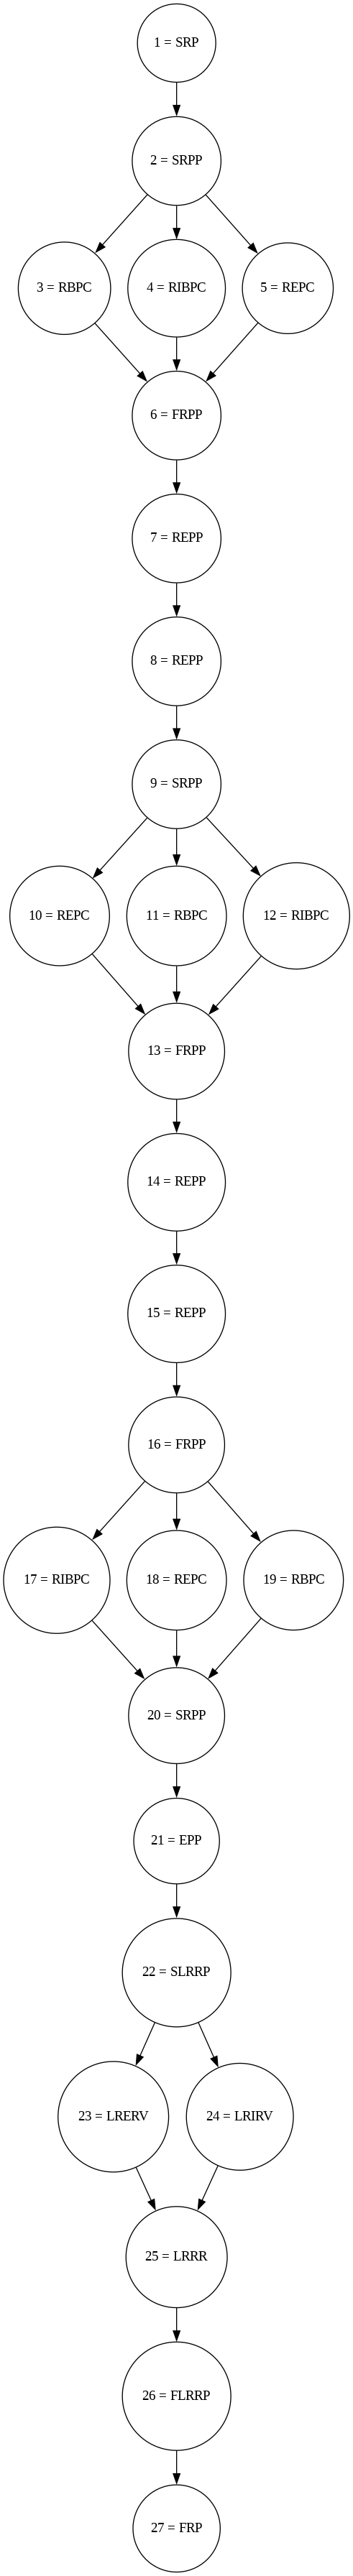 1 = SRP
2 = SRPP
3 = RBPC
4 = RIBPC
5 = REPC
6 = FRPP
7 = REPP
8 = REPP
9 = SRPP
10 = REPC
11 = RBPC
12 = RIBPC
13 = FRPP
14 = REPP
15 = REPP
16 = FRPP
17 = RIBPC
18 = REPC
19 = RBPC
20 = SRPP
21 = EPP
22 = SLRRP
23 = LRERV
24 = LRIRV
25 = LRRR
26 = FLRRP
27 = FRP